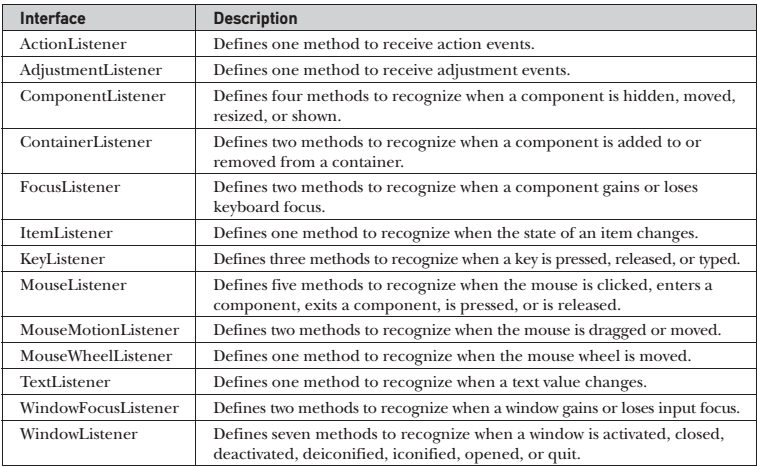 Interface Description
ActionListener Defines one method to receive action events.
AdjustmentListener Defines one method to receive adjustment events.
ComponentListener Defines four methods to recognize when a component is hidden, moved,
resized, or shown.
ContainerListener Defines two methods to recognize when a component is added to or
removed from a container.
FocusListener Defines two methods to recognize when a component gains or loses
keyboard focus.
ItemListener Defines one method to recognize when the state of an item changes.
KeyListener Defines three methods to recognize when a key is pressed, released, or typed.
MouseListener Defines five methods to recognize when the mouse is clicked, enters a
component, exits a component, is pressed, or is released.
MouseMotionListener Defines two methods to recognize when the mouse is dragged or moved.
MouseWheelListener Defines one method to recognize when the mouse wheel is moved.
TextListener Defines one method to recognize when a text value changes.
WindowFocusListener Defines two methods to recognize when a window gains or loses input focus.
WindowListener Defines seven methods to recognize when a window is activated, closed,
deactivated, deiconified, iconified, opened, or quit.